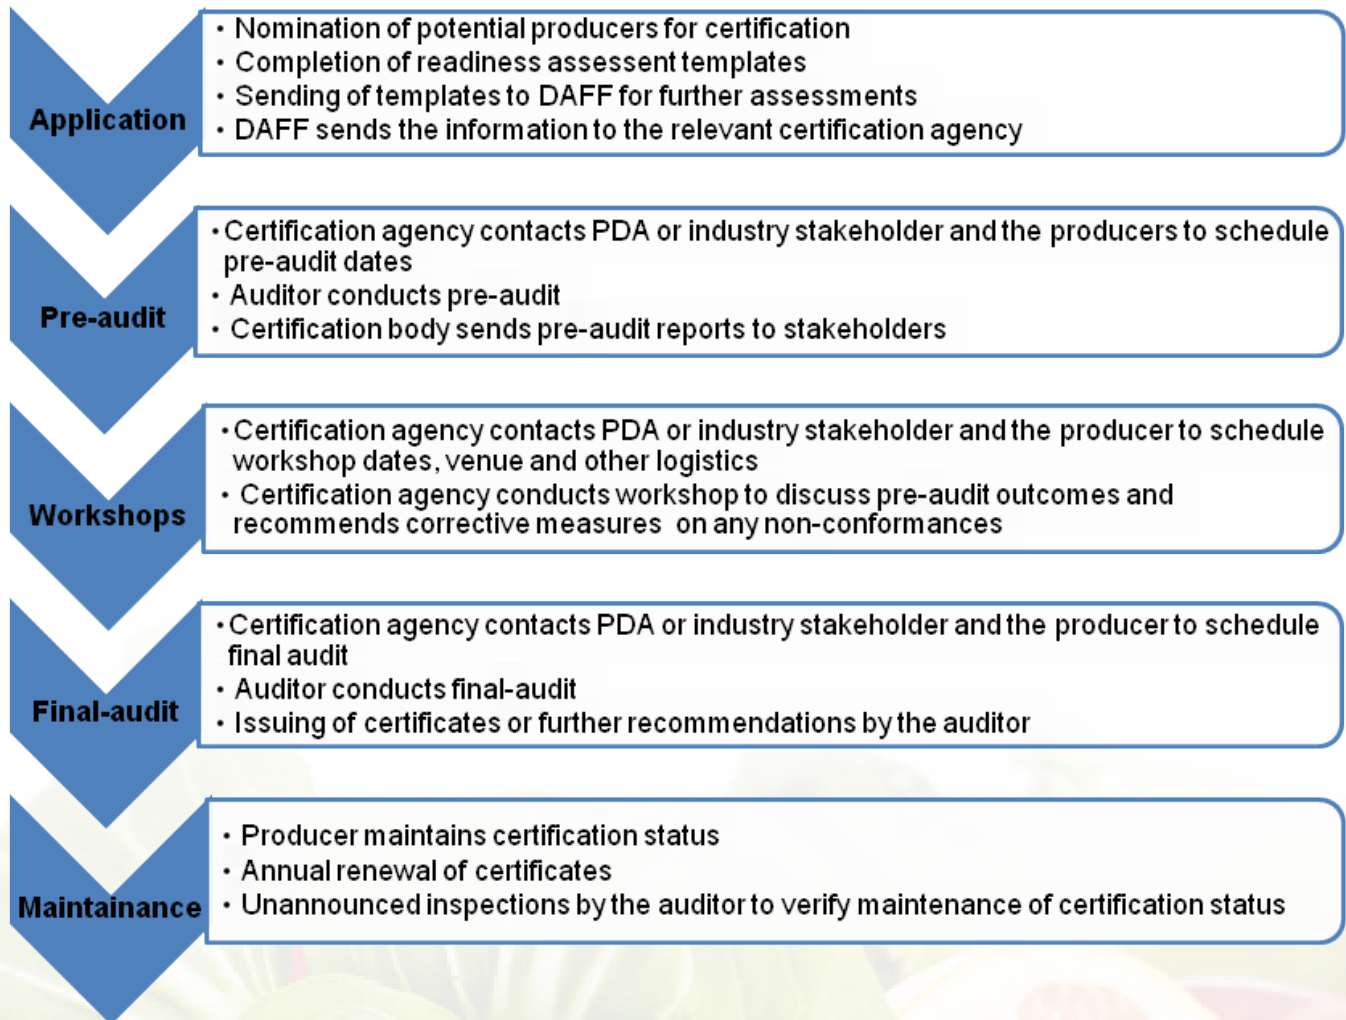 Application
• Nomination of potential producers for certification
• Completion of readiness assessent templates
• Sending of templates to DAFF for further assessments
• DAFF sends the information to the relevant certification agency
Pre-audit
• Certification agency contacts PDA or industry stakeholder and the producers to schedule
pre-audit dates
• Auditor conducts pre-audit
• Certification body sends pre-audit reports to stakeholders
Workshops
• Certification agency contacts PDA or industry stakeholder and the producer to schedule
workshop dates, venue and other logistics
• Certification agency conducts workshop to discuss pre-audit outcomes and
recommends corrective measures on any non-conformances
Final-audit
• Certification agency contacts PDA or industry stakeholder and the producer to schedule
final audit
• Auditor conducts final-audit
• Issuing of certificates or further recommendations by the auditor
Maintainance
• Producer maintains certification status
• Annual renewal of certificates
• Unannounced inspections by the auditor to verify maintenance of certification status